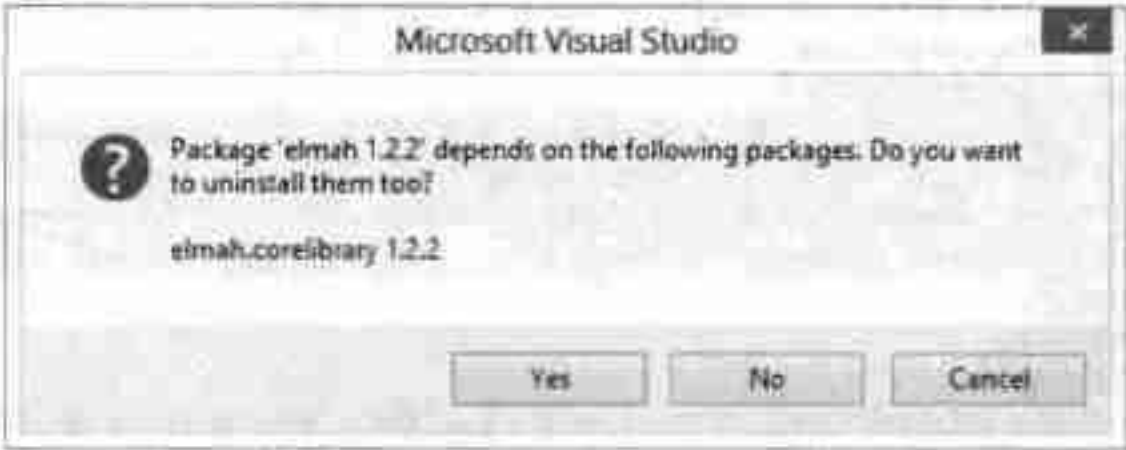 Microsoft Visual Studio
Package 'elmah 1.2.2' depends on the following packages. Do you want
to uninstall them too?
elmah.corelibrary 1.2.2
Yes
No
Cancel